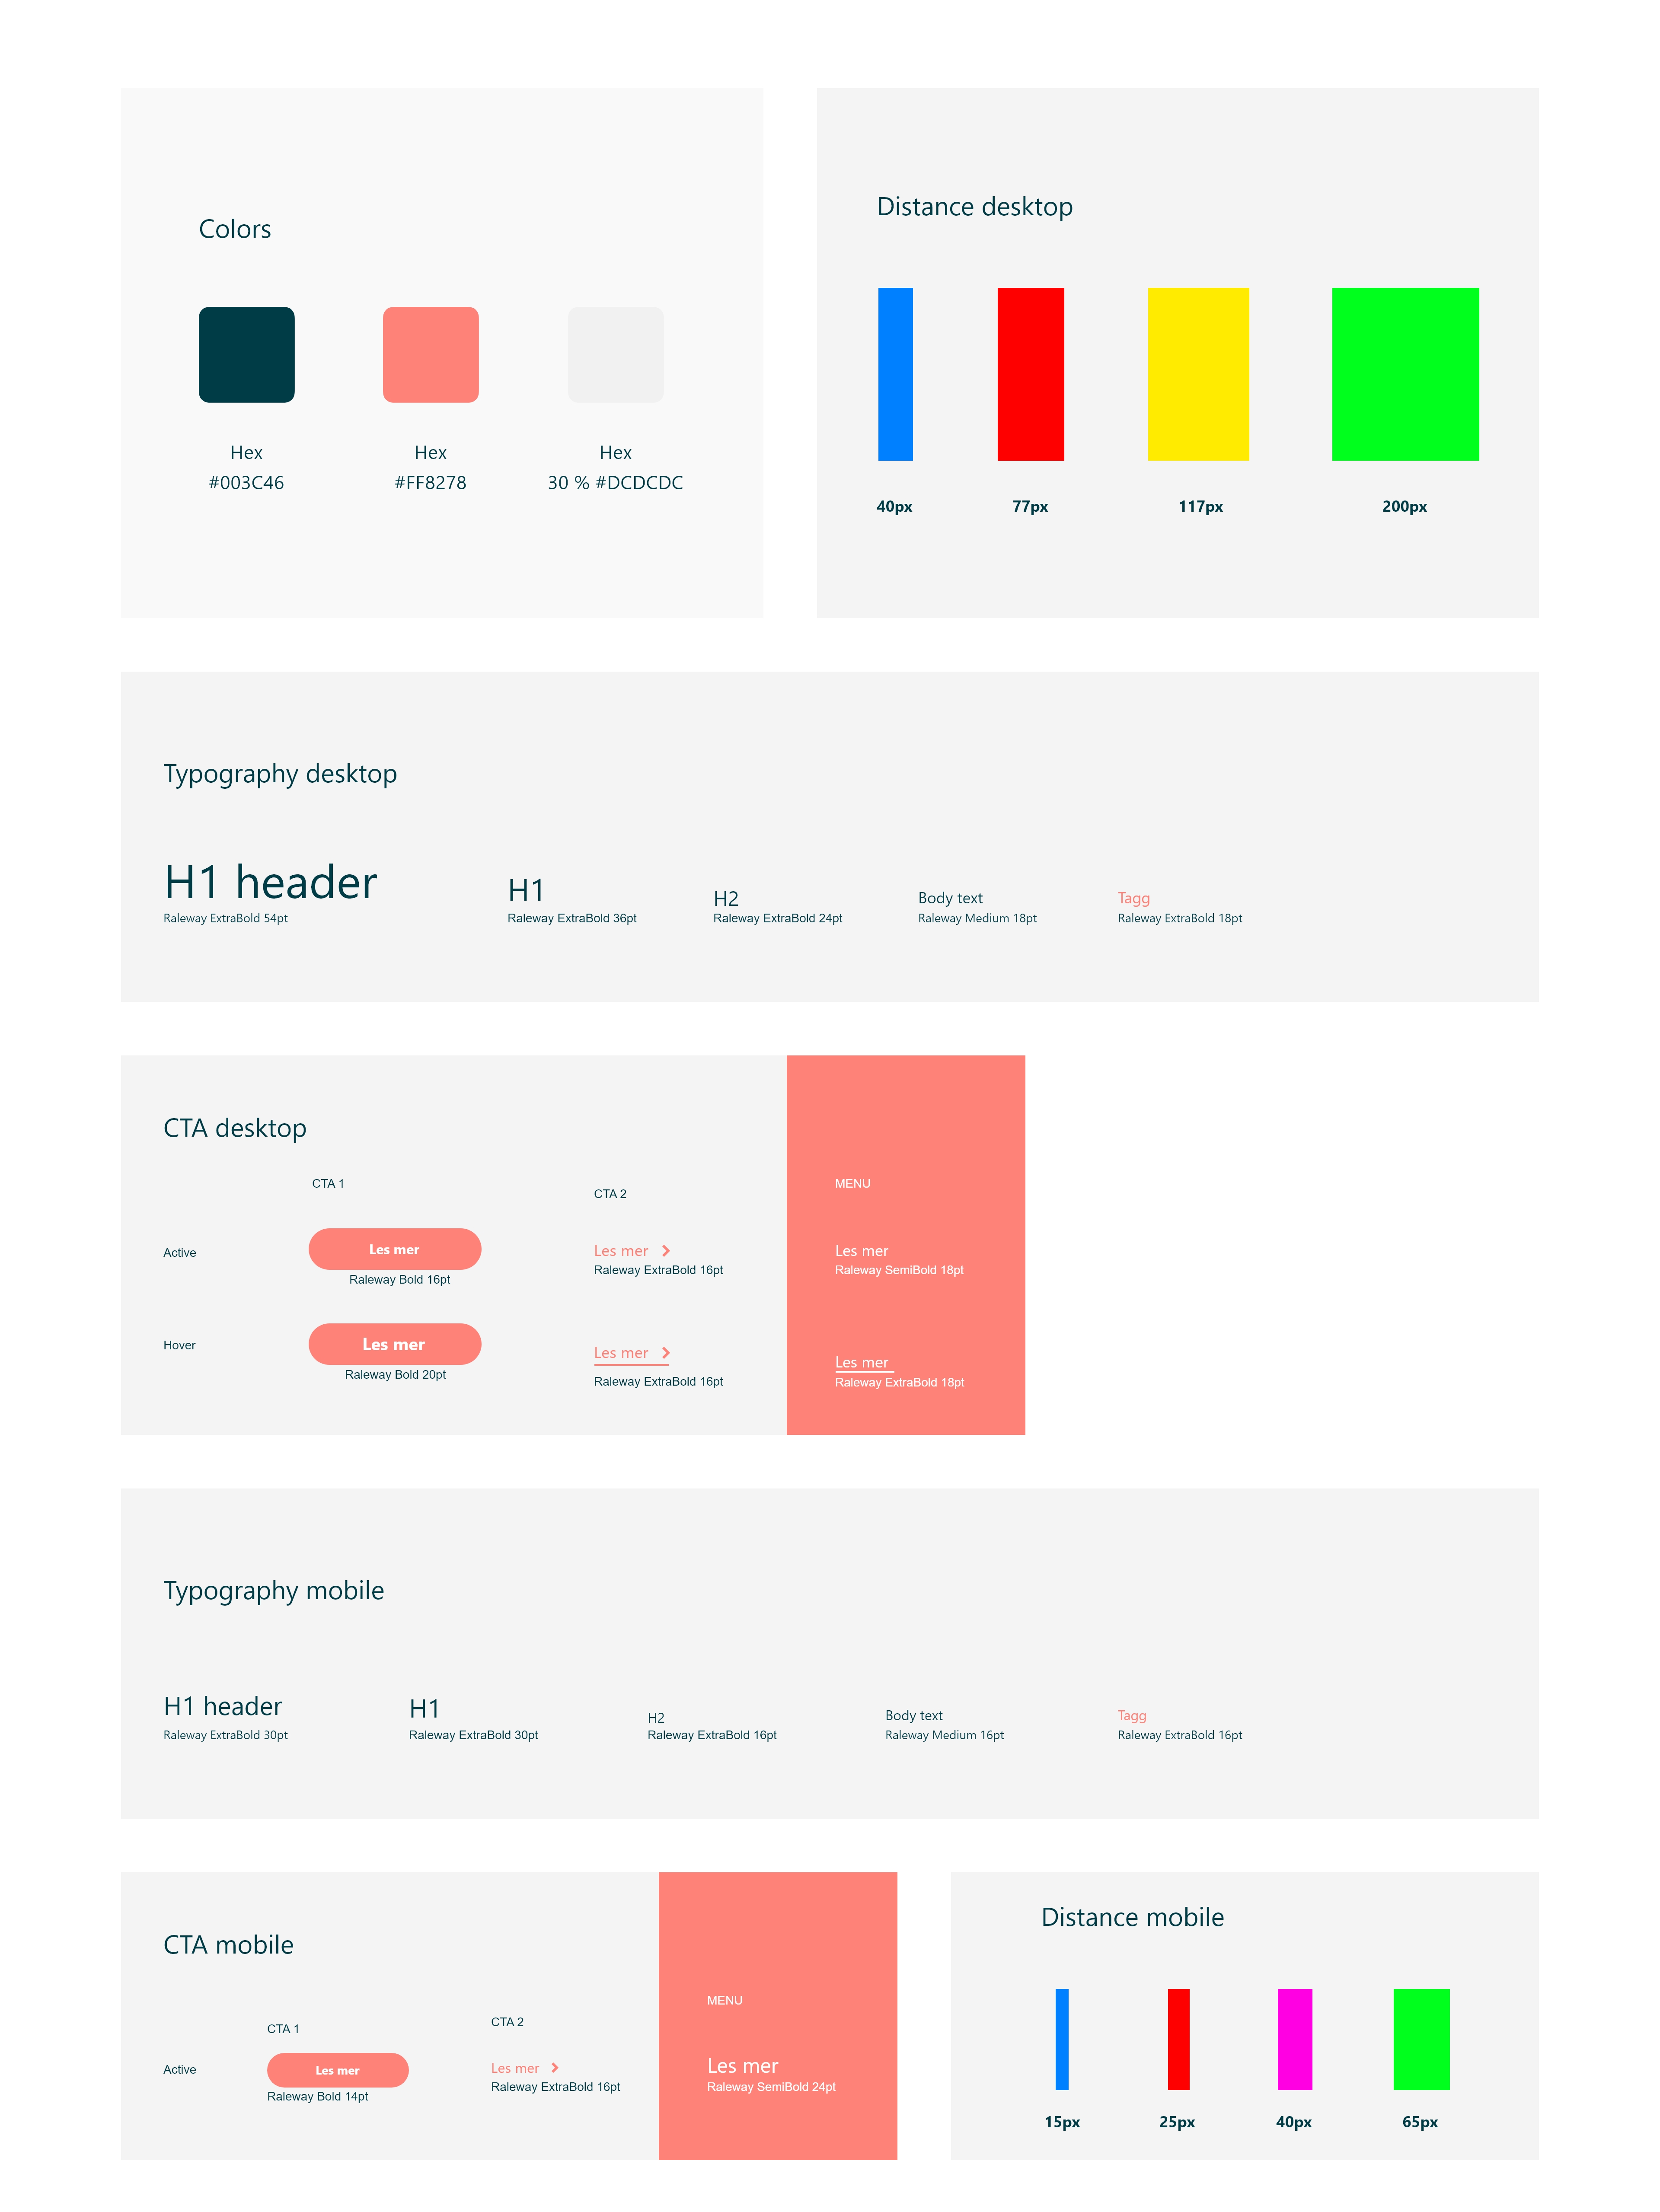 Colors
Hex
#003C46
Hex
#FF8278
Hex
30 % #DCDCDC
Distance desktop
40px
77px
117px
200px
Typography desktop
H1 header
Raleway ExtraBold 54pt
H1
Raleway ExtraBold 36pt
H2
Raleway ExtraBold 24pt
Body text
Raleway Medium 18pt
Tagg
Raleway ExtraBold 18pt
CTA desktop
CTA 1
CTA 2
MENU
Active
Les mer
Raleway Bold 16pt
Les mer
Raleway ExtraBold 16pt
Les mer
Raleway SemiBold 18pt
Hover
Les mer
Raleway Bold 20pt
Les mer
Raleway ExtraBold 16pt
Les mer
Raleway ExtraBold 18pt
Typography mobile
H1 header
Raleway ExtraBold 30pt
H1
Raleway ExtraBold 30pt
H2
Raleway ExtraBold 16pt
Body text
Raleway Medium 16pt
Tagg
Raleway ExtraBold 16pt
CTA mobile
CTA 1
CTA 2
MENU
Active
Les mer
Raleway Bold 14pt
Les mer
Raleway ExtraBold 16pt
Les mer
Raleway SemiBold 24pt
Distance mobile
15px
25px
40px
65px